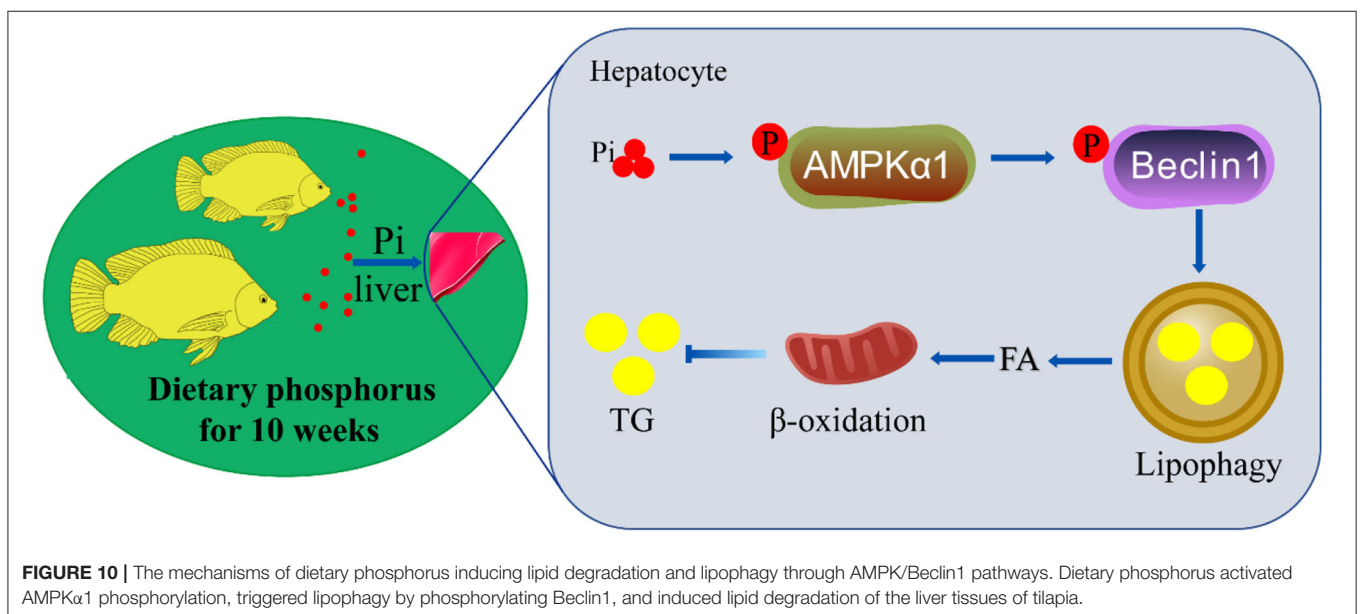 Hepatocyte
Pi
P
AMPKα1
P
Beclin1
Pi
liver
TG
β-oxidation
FA
Lipophagy
Dietary phosphorus
for 10 weeks
FIGURE 10 | The mechanisms of dietary phosphorus inducing lipid degradation and lipophagy through AMPK/Beclin1 pathways. Dietary phosphorus activated
AMPKα1 phosphorylation, triggered lipophagy by phosphorylating Beclin1, and induced lipid degradation of the liver tissues of tilapia.